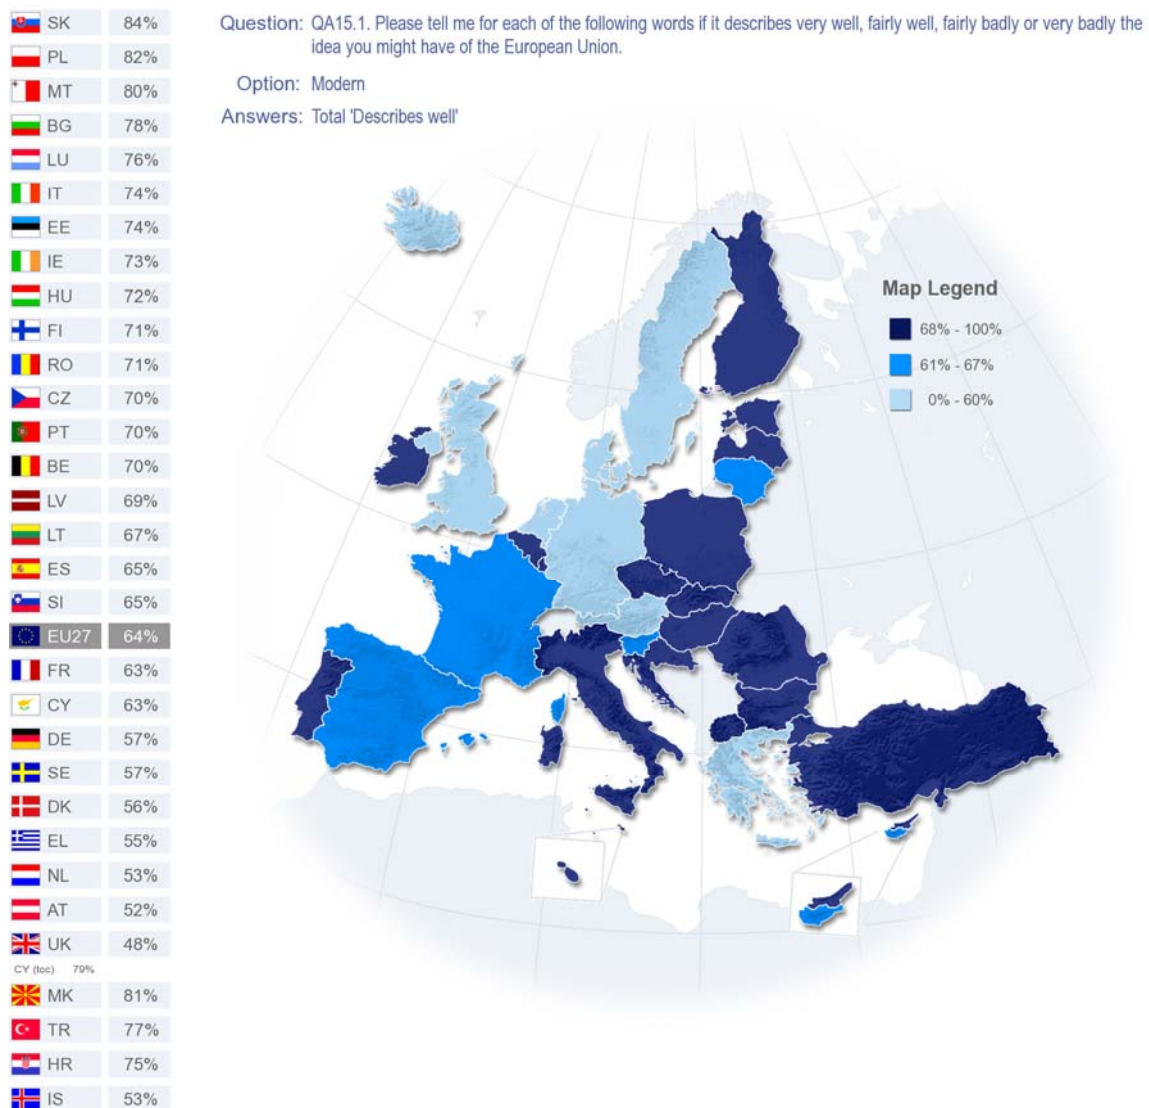 SK 84%
PL 82%
MT 80%
BG 78%
LU 76%
IT 74%
EE 74%
IE 73%
HU 72%
FI 71%
RO 71%
CZ 70%
PT 70%
BE 70%
LV 69%
LT 67%
ES 65%
SI 65%
EU27 64%
FR 63%
CY 63%
DE 57%
SE 57%
DK 56%
EL 55%
NL 53%
AT 52%
UK 48%
CY (tcc) 79%
MK 81%
TR 77%
HR 75%
IS 53%
Question: QA15.1. Please tell me for each of the following words if it describes very well, fairly well, fairly badly or very badly the
idea you might have of the European Union.
Option: Modern
Answers: Total 'Describes well'
Map Legend
68% - 100%
61% - 67%
0% - 60%